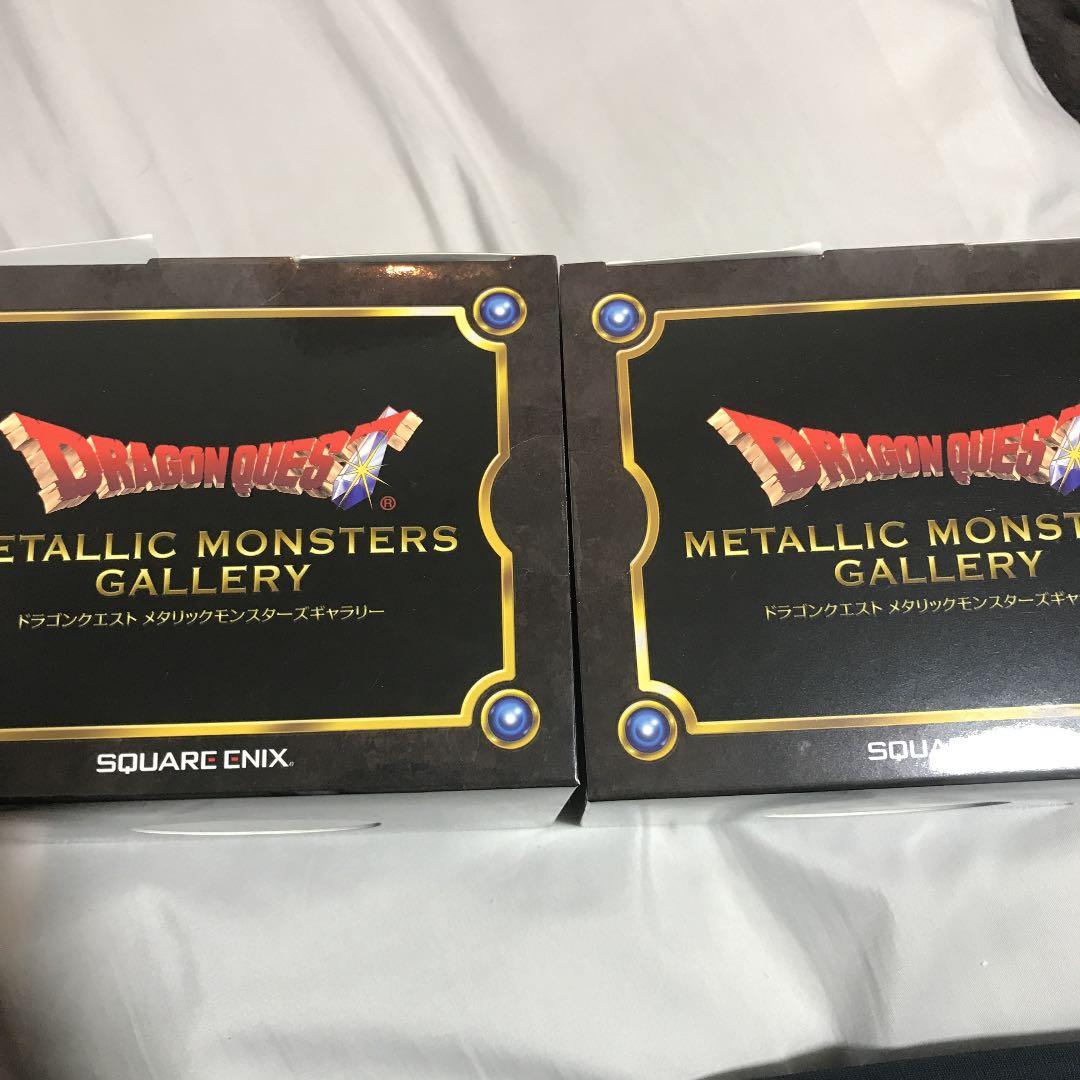 DRAGON QUEST®
ETALLIC MONSTERS
GALLERY
ドラゴンクエスト メタリックモンスターズギャラリー
SQUARE ENIX®
DRAGON QUES
METALLIC MONST
GALLERY
ドラゴンクエスト メタリックモンスターズギャ
SQUA